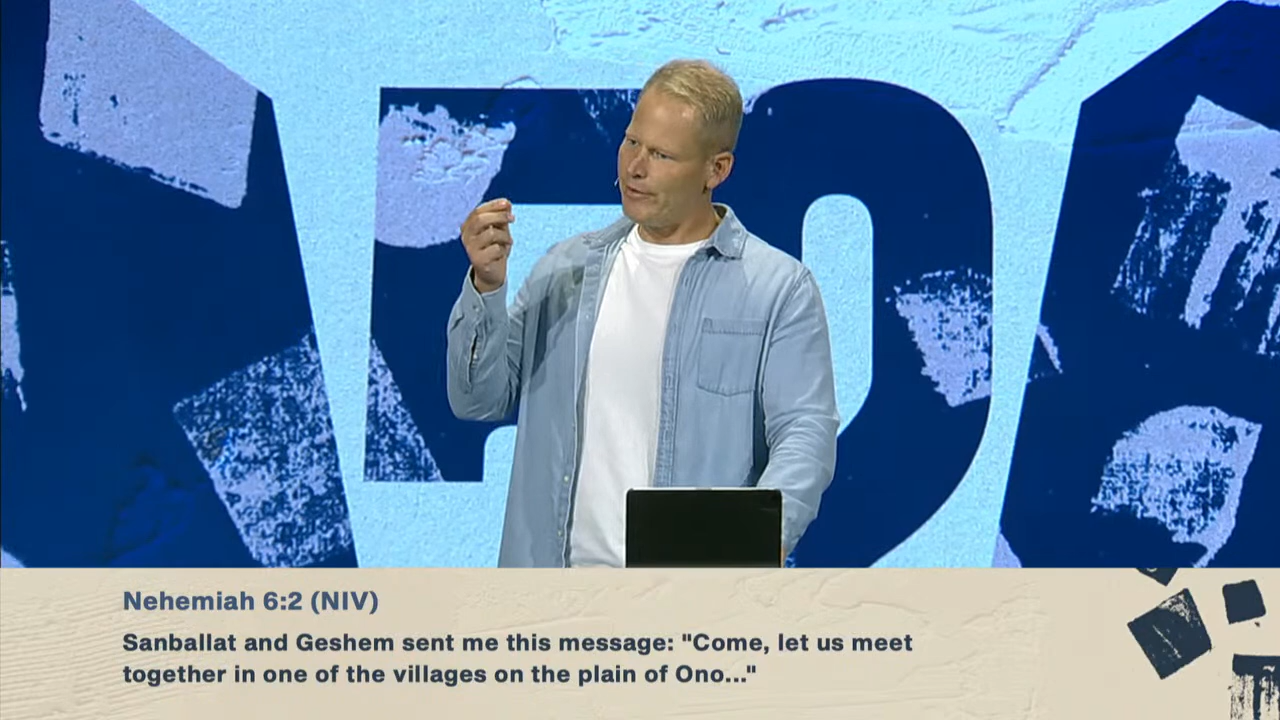 Nehemiah 6:2 (NIV)
Sanballat and Geshem sent me this message: "Come, let us meet
together in one of the villages on the plain of Ono..."